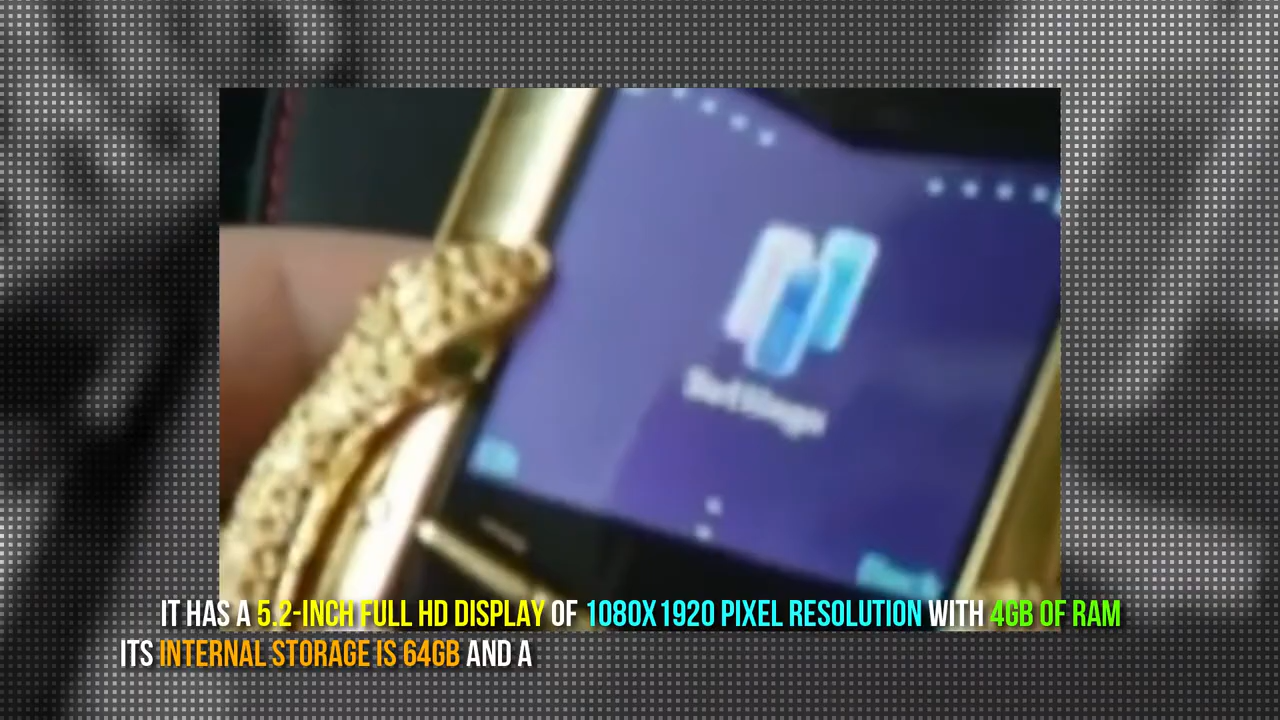 Settings
IT HAS A 5.2-INCH FULL HD DISPLAY OF 1080X1920 PIXEL RESOLUTION WITH 4GB OF RAM
ITS INTERNAL STORAGE IS 64GB AND A